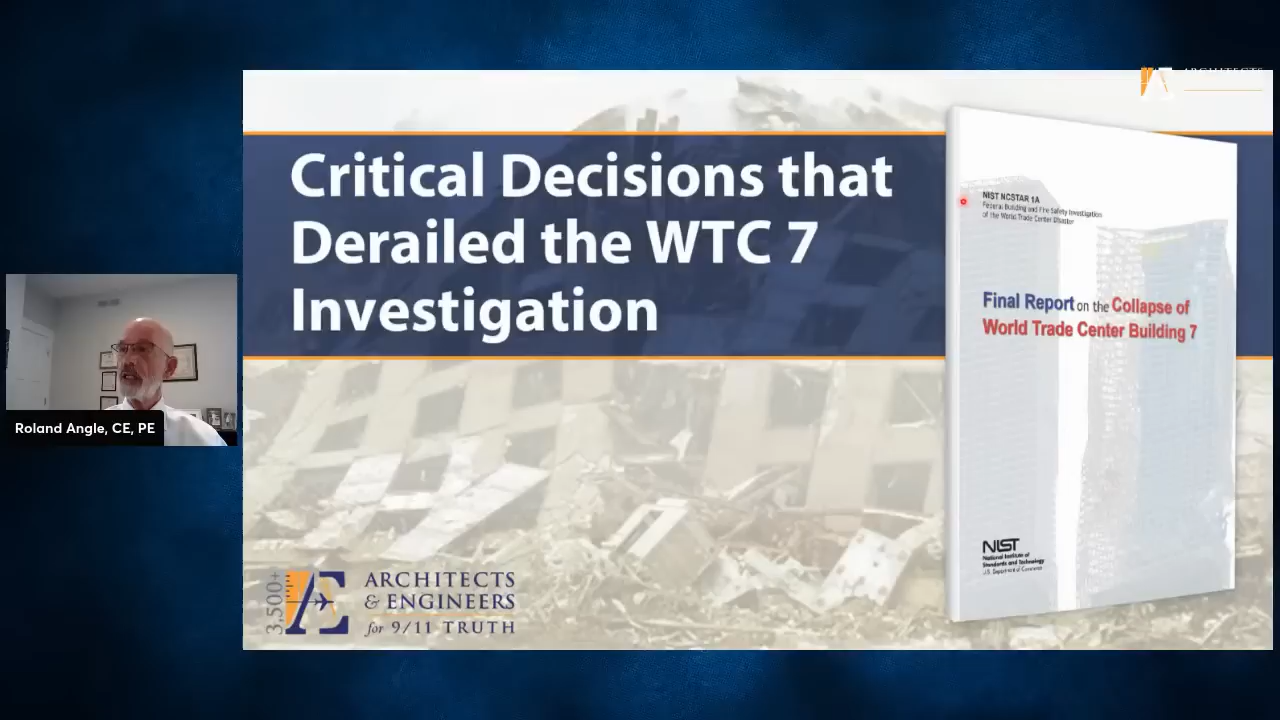 ARCHITECTS
Critical Decisions that
Derailed the WTC 7
Investigation
NIST NCSTAR 1A
Federal Building and Fire Safety Investigation
of the World Trade Center Disaster
Final Report on the Collapse of
World Trade Center Building 7
NIST
National Institute of
Standards and Technology
U.S. Department of Commerce
Roland Angle, CE, PE
3,500+
AE
ARCHITECTS
& ENGINEERS
for 9/11 TRUTH